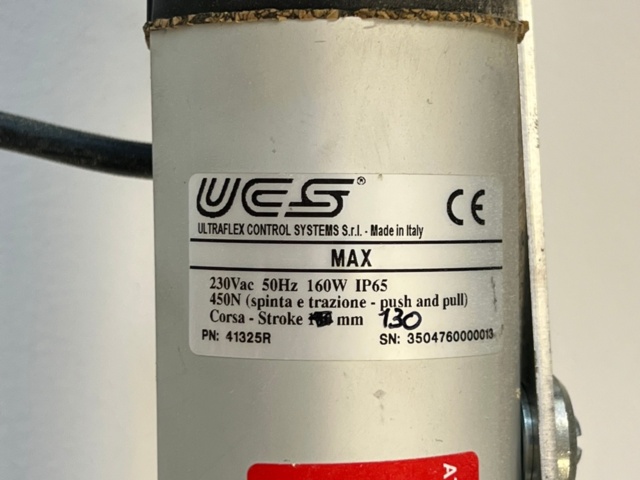 UCS®
CE
ULTRAFLEX CONTROL SYSTEMS S.r.l. - Made in Italy
MAX
230Vac 50Hz 160W IP65
450N (spinta e trazione - push and pull)
Corsa - Stroke mm 130
PN: 41325R SN: 3504760000013